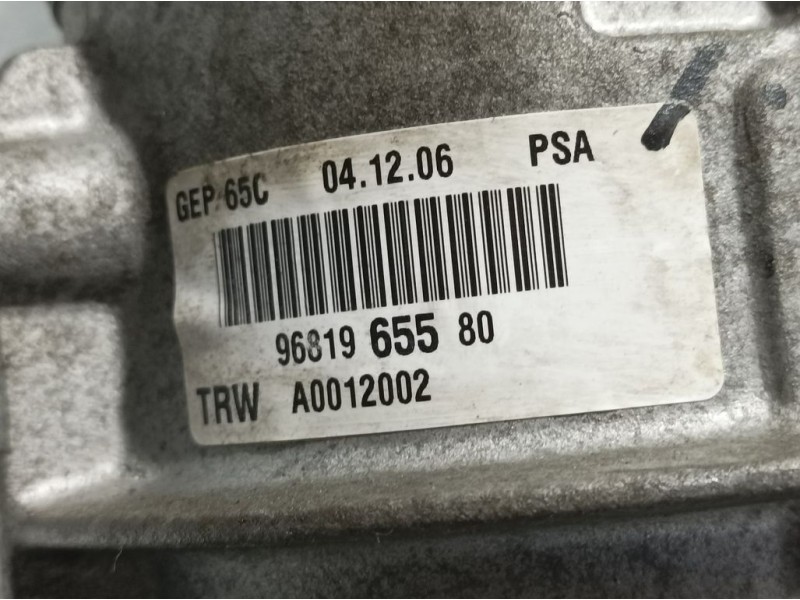 GEP 65C 04.12.06 PSA
96819 655 80
TRW A0012002